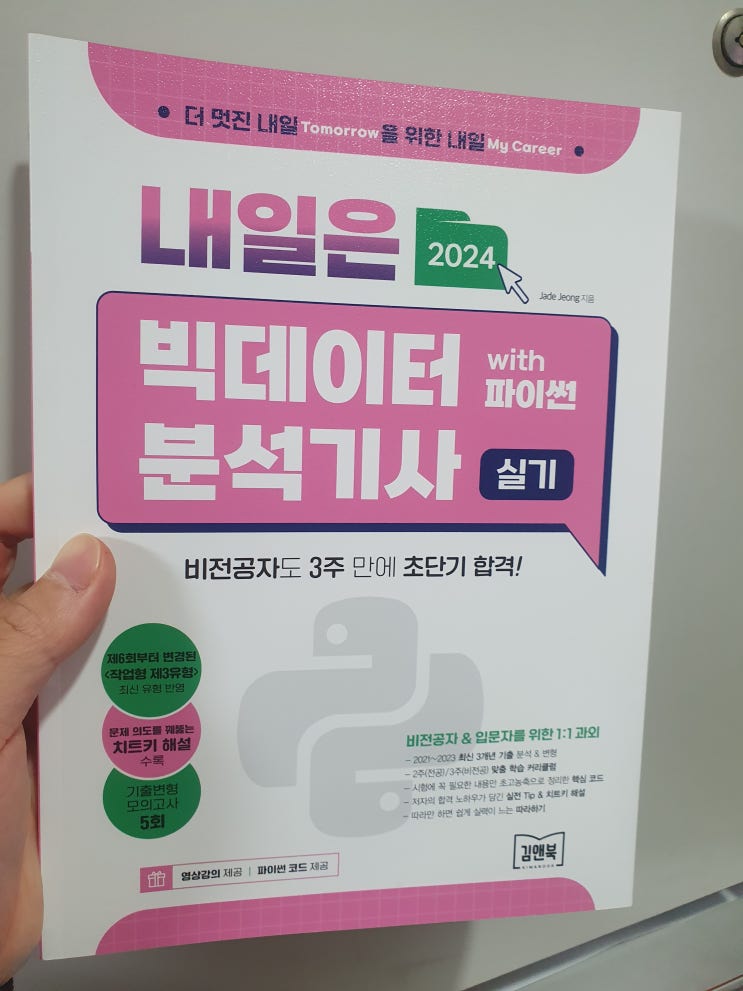 더 멋진 내일Tomorrow을 위한 내일My Career
내일은
2024
Jade Jeong 지음
빅데이터
with
파이썬
분석기사
실기
비전공자도 3주 만에 초단기 합격!
제6회부터 변경된
<작업형 제3유형>
최신 유형 반영
문제 의도를 꿰뚫는
치트키 해설
수록
기출변형
모의고사
5회
비전공자 & 입문자를 위한 1:1 과외
- 2021~2023 최신 3개년 기출 분석 & 변형
- 2주(전공)/3주(비전공) 맞춤 학습 커리큘럼
- 시험에 꼭 필요한 내용만 초고농축으로 정리한 핵심 코드
- 저자의 합격 노하우가 담긴 실전 Tip & 치트키 해설
- 따라만 하면 쉽게 실력이 느는 따라하기
김앤북
KIM&BOOK
영상강의 제공 | 파이썬 코드 제공